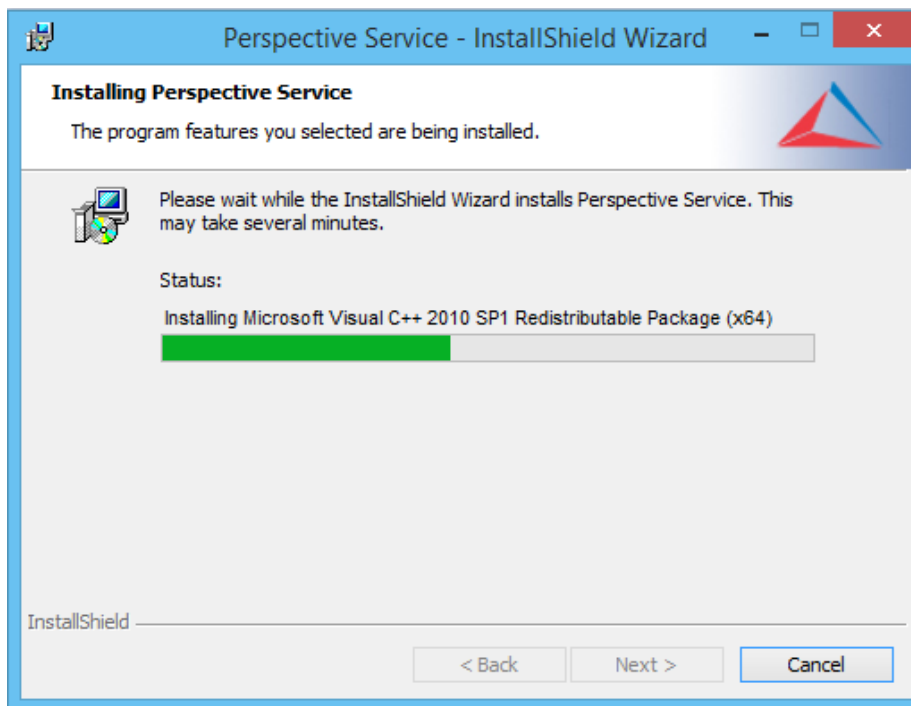 Perspective Service - InstallShield Wizard
Installing Perspective Service
The program features you selected are being installed.
Please wait while the InstallShield Wizard installs Perspective Service. This
may take several minutes.
Status:
Installing Microsoft Visual C++ 2010 SP1 Redistributable Package (x64)
InstallShield
< Back
Next >
Cancel